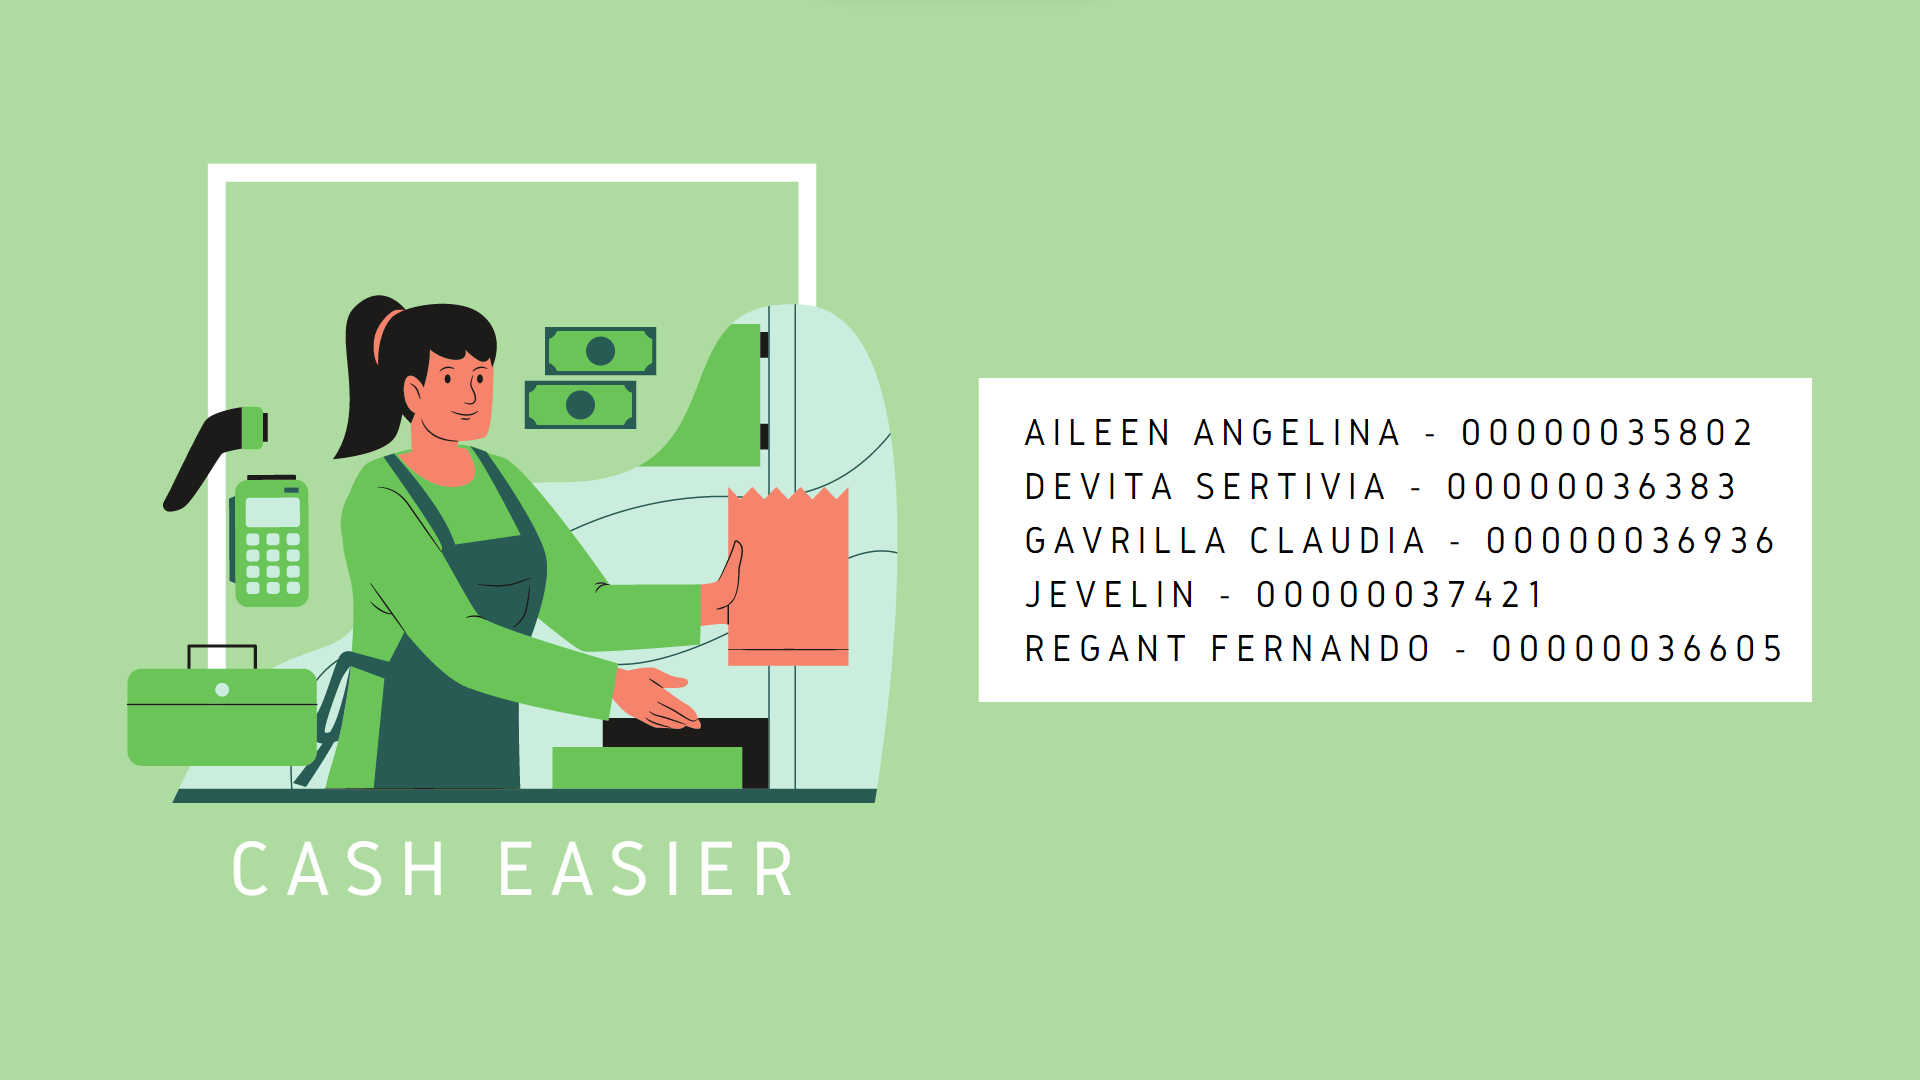 AILEEN ANGELINA - 00000035802
DEVITA SERTIVIA - 00000036383
GAVRILLA CLAUDIA - 00000036936
JEVELIN - 00000037421
REGANT FERNANDO - 00000036605
CASH EASIER